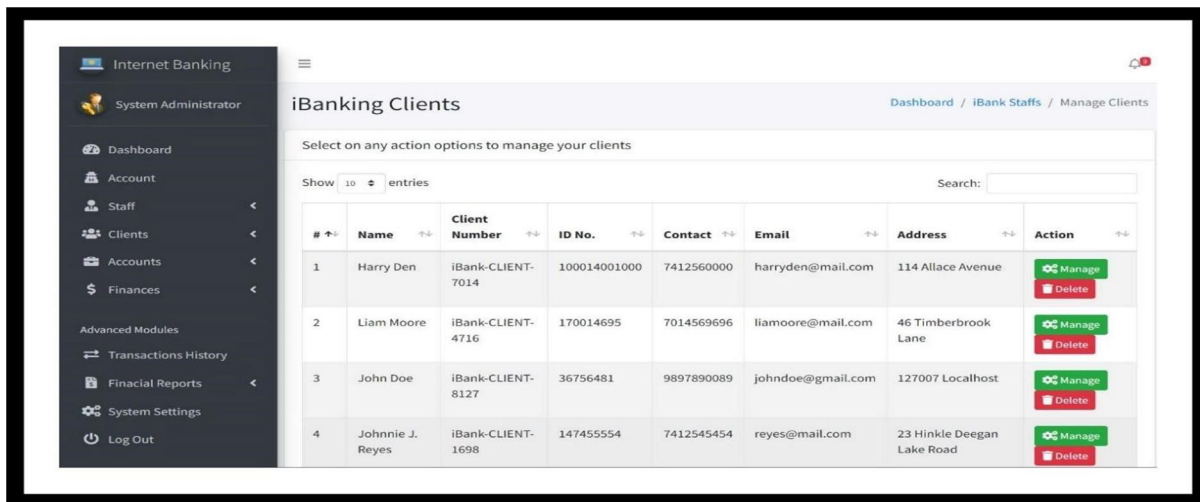 Internet Banking
System Administrator
Dashboard
Account
Staff
Clients
Accounts
Finances
Advanced Modules
Transactions History
Finacial Reports
System Settings
Log Out
iBanking Clients
Dashboard / iBank Staffs / Manage Clients
Select on any action options to manage your clients
Show 10 entries
Search:
# Name Client Number ID No. Contact Email Address Action
1 Harry Den iBank-CLIENT-7014 100014001000 7412560000 harryden@mail.com 114 Allace Avenue Manage Delete
2 Liam Moore iBank-CLIENT-4716 170014695 7014569696 liamoore@mail.com 46 Timberbrook Lane Manage Delete
3 John Doe iBank-CLIENT-8127 36756481 9897890089 johndoe@gmail.com 127007 Localhost Manage Delete
4 Johnnie J. Reyes iBank-CLIENT-1698 147455554 7412545454 reyes@mail.com 23 Hinkle Deegan Lake Road Manage Delete